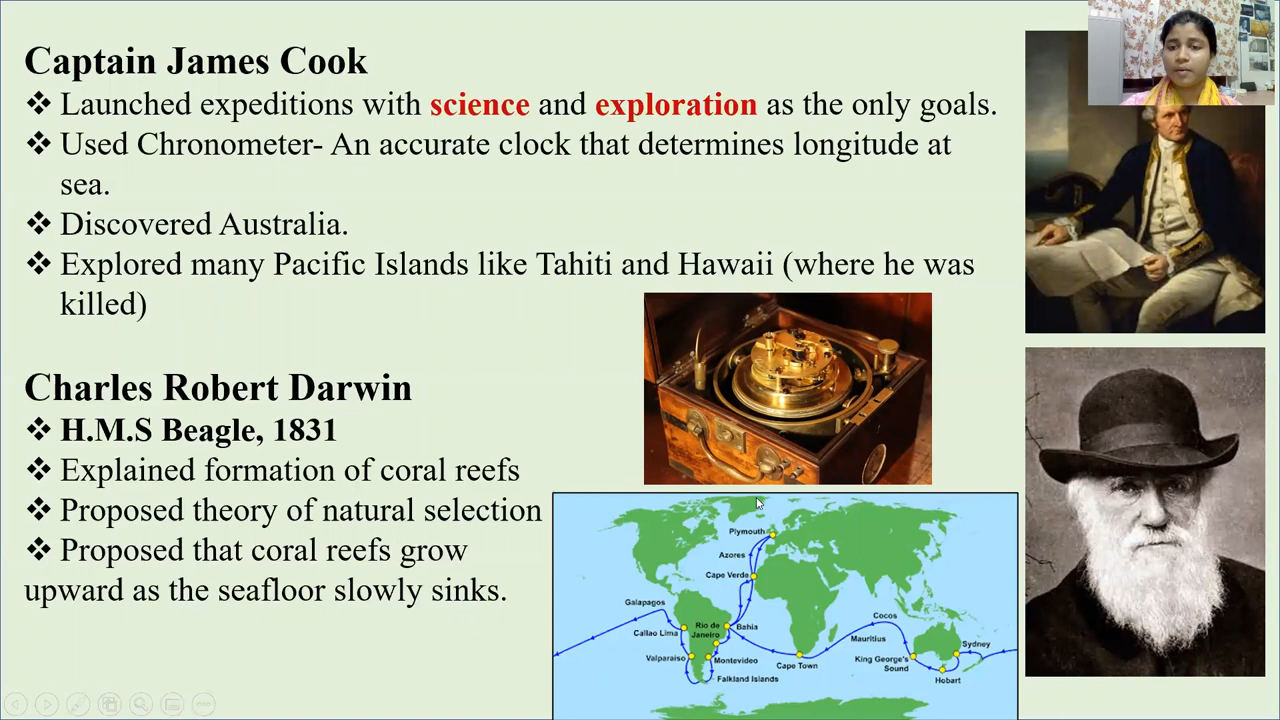 Captain James Cook
❖ Launched expeditions with science and exploration as the only goals.
❖ Used Chronometer- An accurate clock that determines longitude at
sea.
❖ Discovered Australia.
❖ Explored many Pacific Islands like Tahiti and Hawaii (where he was
killed)
Charles Robert Darwin
❖ H.M.S Beagle, 1831
❖ Explained formation of coral reefs
❖ Proposed theory of natural selection
❖ Proposed that coral reefs grow
upward as the seafloor slowly sinks.
Plymouth
Azores
Cape Verde
Galapagos
Callao Lima
Rio de
Janeiro
Bahia
Valparaiso
Montevideo
Falkland Islands
Cape Town
Mauritius
Cocos
King George's
Sound
Sydney
Hobart